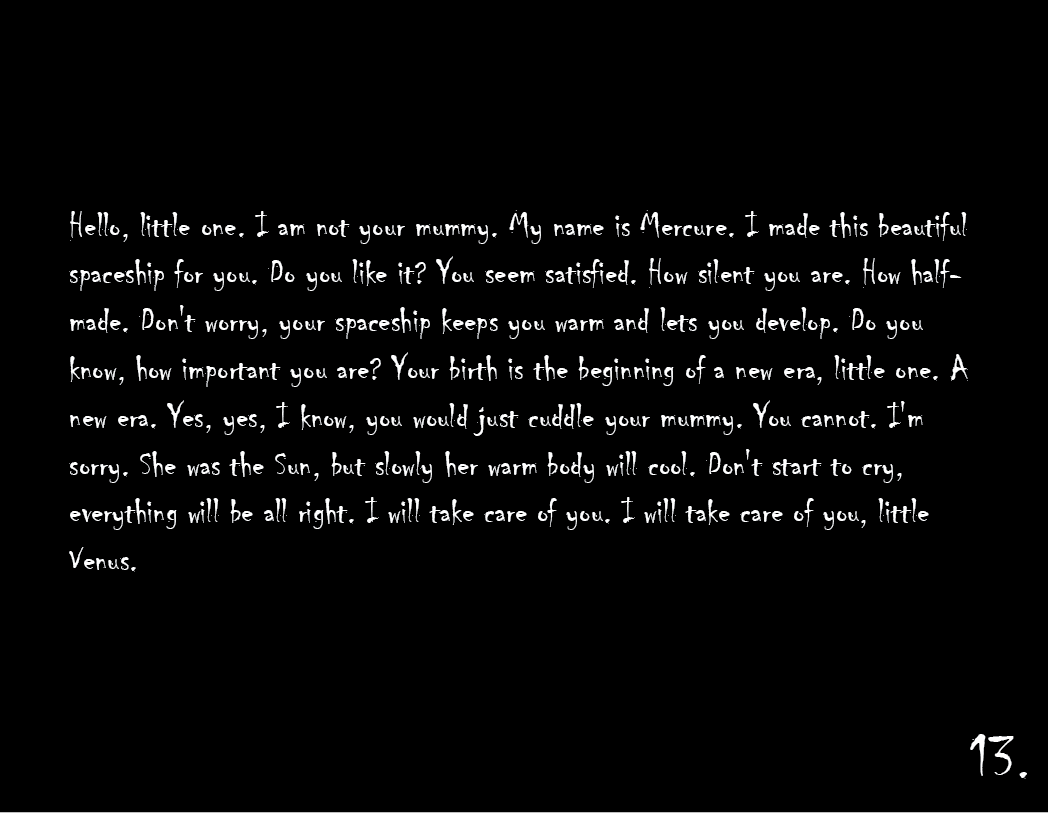 Hello, little one. I am not your mummy. My name is Mercure. I made this beautiful
spaceship for you. Do you like it? You seem satisfied. How silent you are. How half-
made. Don't worry, your spaceship keeps you warm and lets you develop. Do you
know, how important you are? Your birth is the beginning of a new era, little one. A
new era. Yes, yes, I know, you would just cuddle your mummy. You cannot. I'm
sorry. She was the Sun, but slowly her warm body will cool. Don't start to cry,
everything will be all right. I will take care of you. I will take care of you, little
Venus.
13.